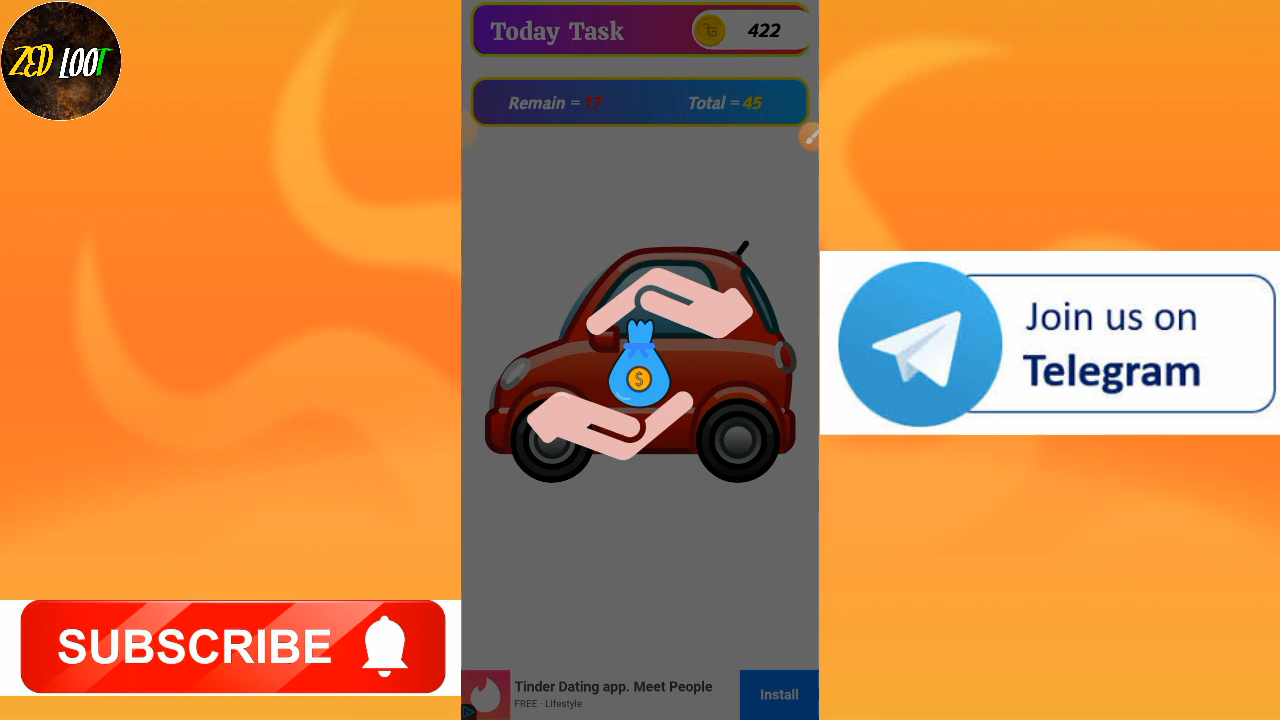 ZED LOOT
Today Task
৳ 422
Remain = 17
Total = 45
$
Join us on
Telegram
SUBSCRIBE
Tinder Dating app. Meet People
FREE · Lifestyle
Install